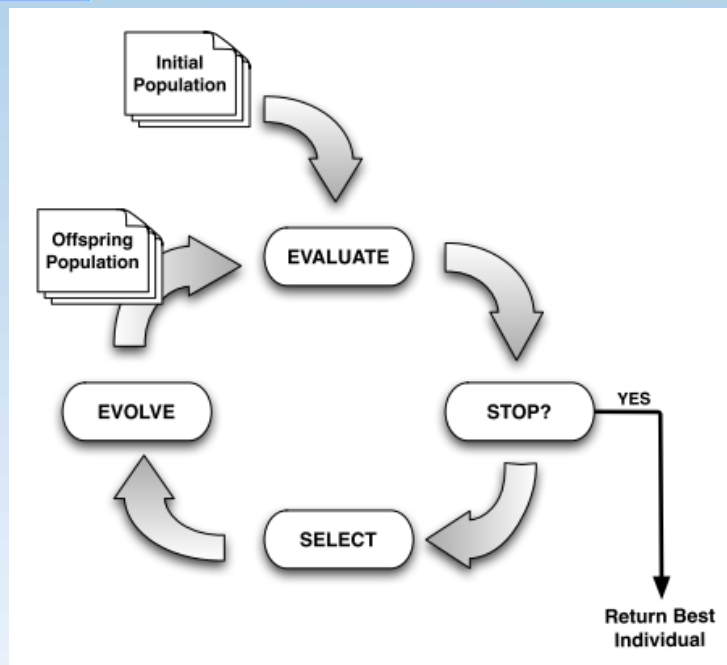 Initial
Population
Offspring
Population
EVALUATE
EVOLVE
STOP?
YES
SELECT
Return Best
Individual